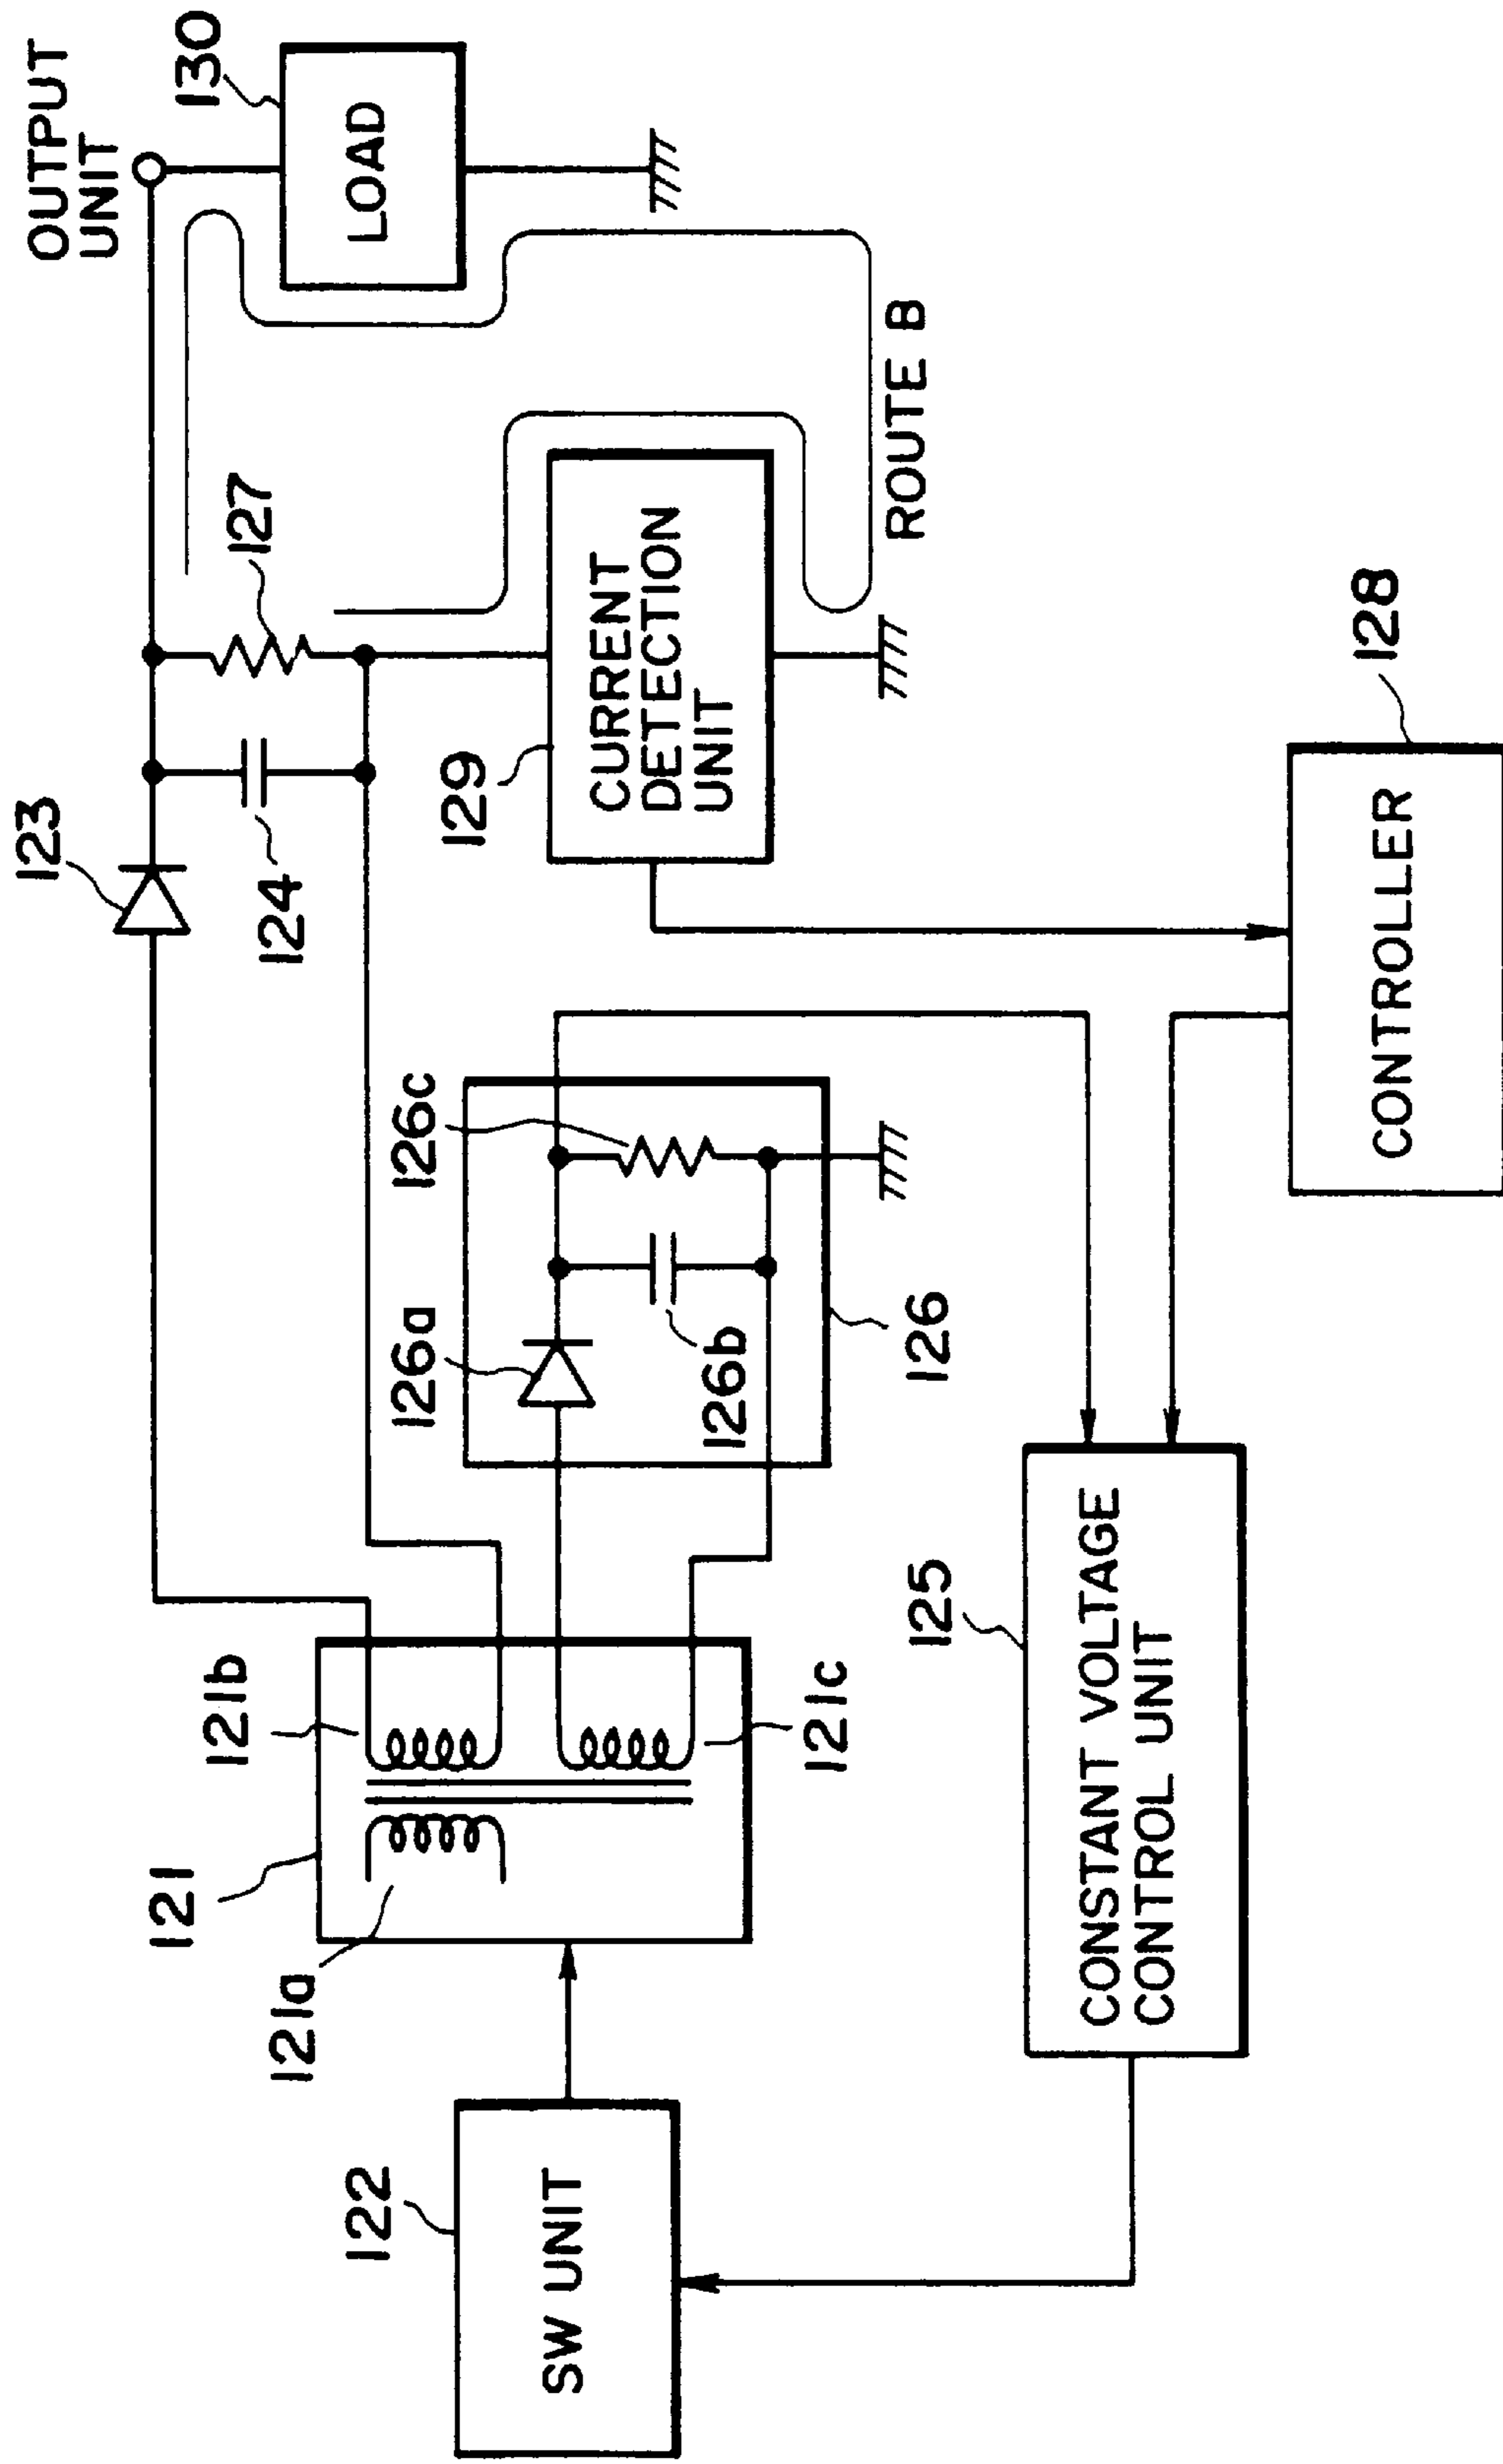 OUTPUT
UNIT
123
127
130
124
LOAD
121
121b
126a
126c
129
121a
122
CURRENT
DETECTION
UNIT
SW UNIT
126b
121c
126
125
ROUTE B
CONSTANT VOLTAGE
CONTROL UNIT
128
CONTROLLER